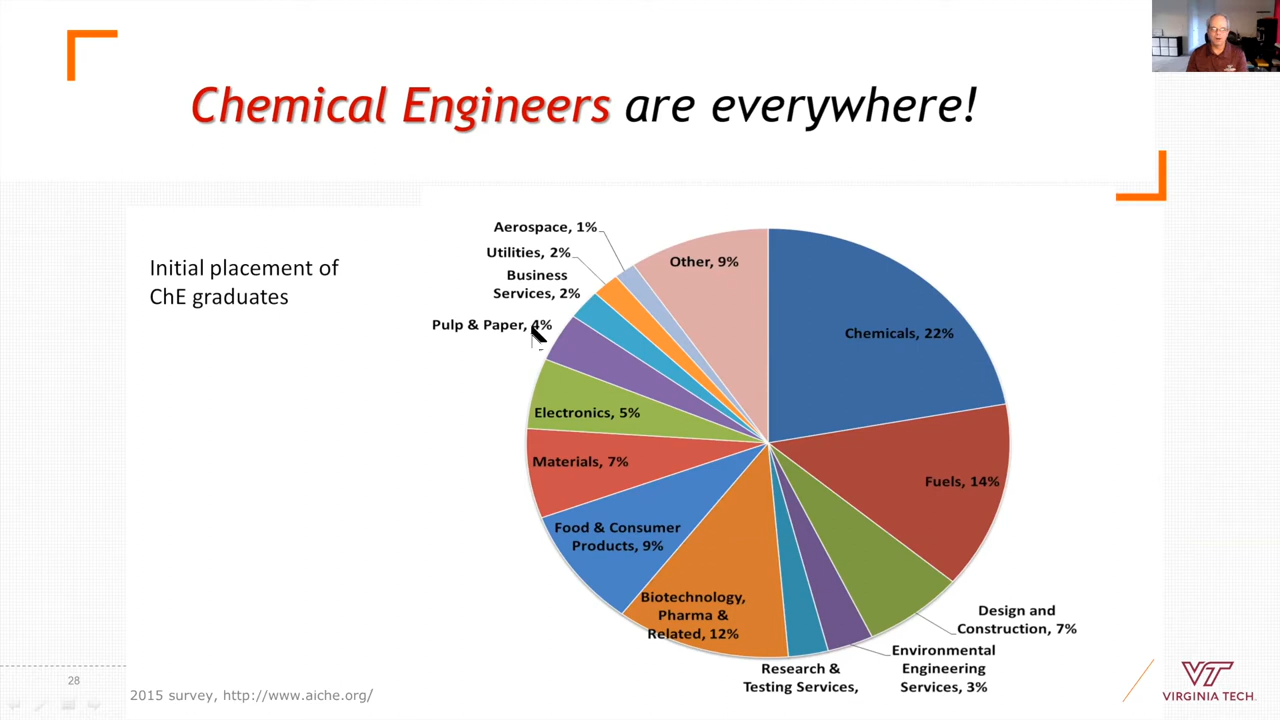 Chemical Engineers are everywhere!
Initial placement of
ChE graduates
Aerospace, 1%
Utilities, 2%
Business
Services, 2%
Pulp & Paper, 4%
Electronics, 5%
Materials, 7%
Food & Consumer
Products, 9%
Biotechnology,
Pharma &
Related, 12%
Research &
Testing Services,
Environmental
Engineering
Services, 3%
Design and
Construction, 7%
Fuels, 14%
Chemicals, 22%
Other, 9%
28
2015 survey, http://www.aiche.org/
VT
VIRGINIA TECH.